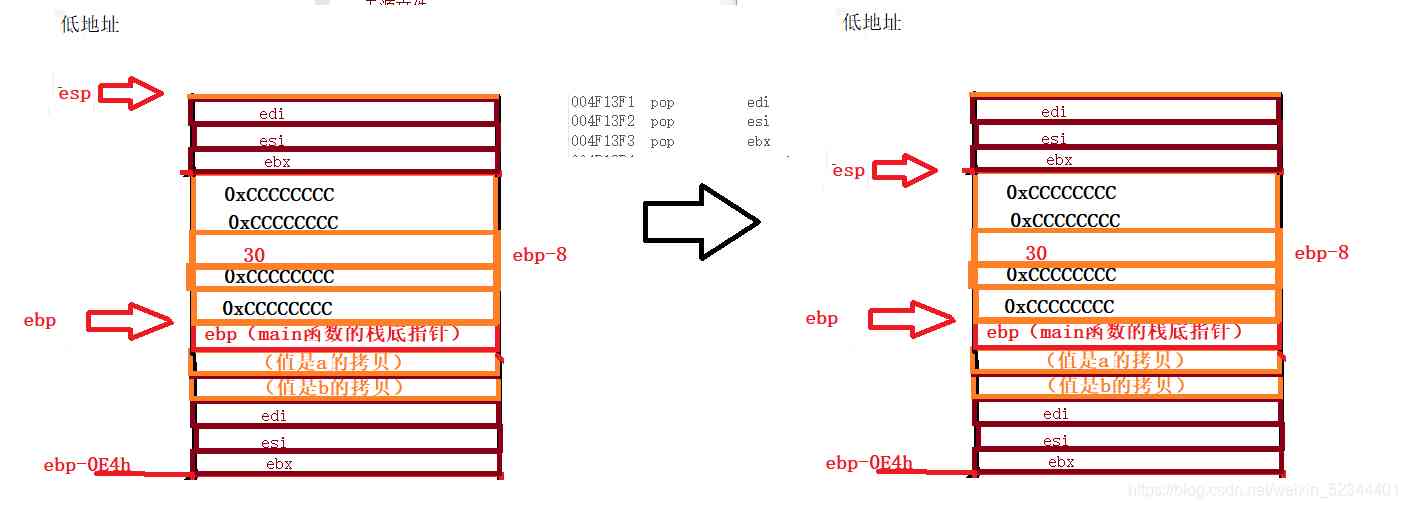 低地址
esp
edi
esi
ebx
0xCCCCCCCC
0xCCCCCCCC
30
ebp-8
0xCCCCCCCC
0xCCCCCCCC
ebp
ebp（main函数的栈底指针）
（值是a的拷贝）
（值是b的拷贝）
edi
esi
ebx
ebp-0E4h
004F13F1 pop edi
004F13F2 pop esi
004F13F3 pop ebx
低地址
edi
esi
ebx
esp
0xCCCCCCCC
0xCCCCCCCC
30
ebp-8
0xCCCCCCCC
0xCCCCCCCC
ebp
ebp（main函数的栈底指针）
（值是a的拷贝）
（值是b的拷贝）
edi
esi
ebx
ebp-0E4h
https://blog.csdn.net/weixin_52344401